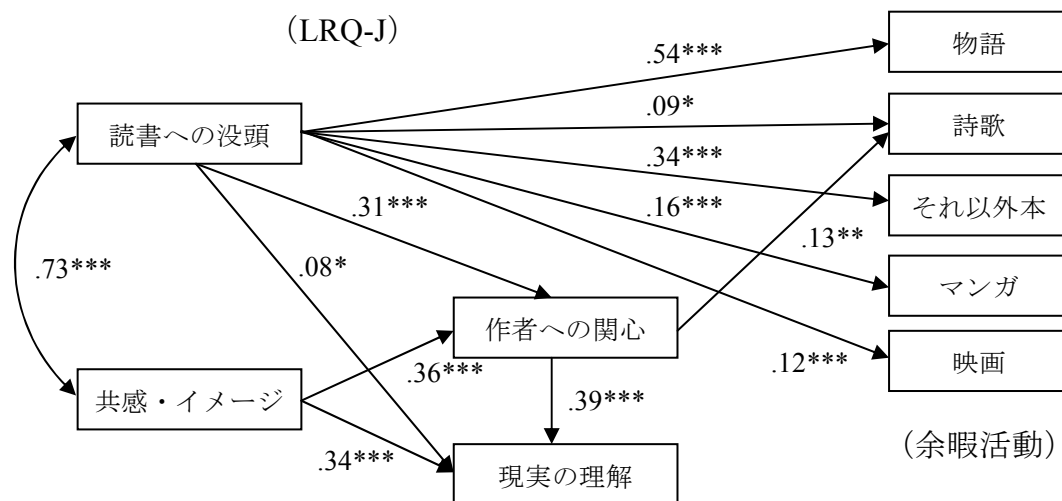 （LRQ-J）
物語
.54***
.09*
読書への没頭
詩歌
.34***
それ以外本
.31***
.16***
.13**
.73***
.08*
マンガ
作者への関心
.12***
映画
.36***
共感・イメージ
.39***
.34***
（余暇活動）
現実の理解